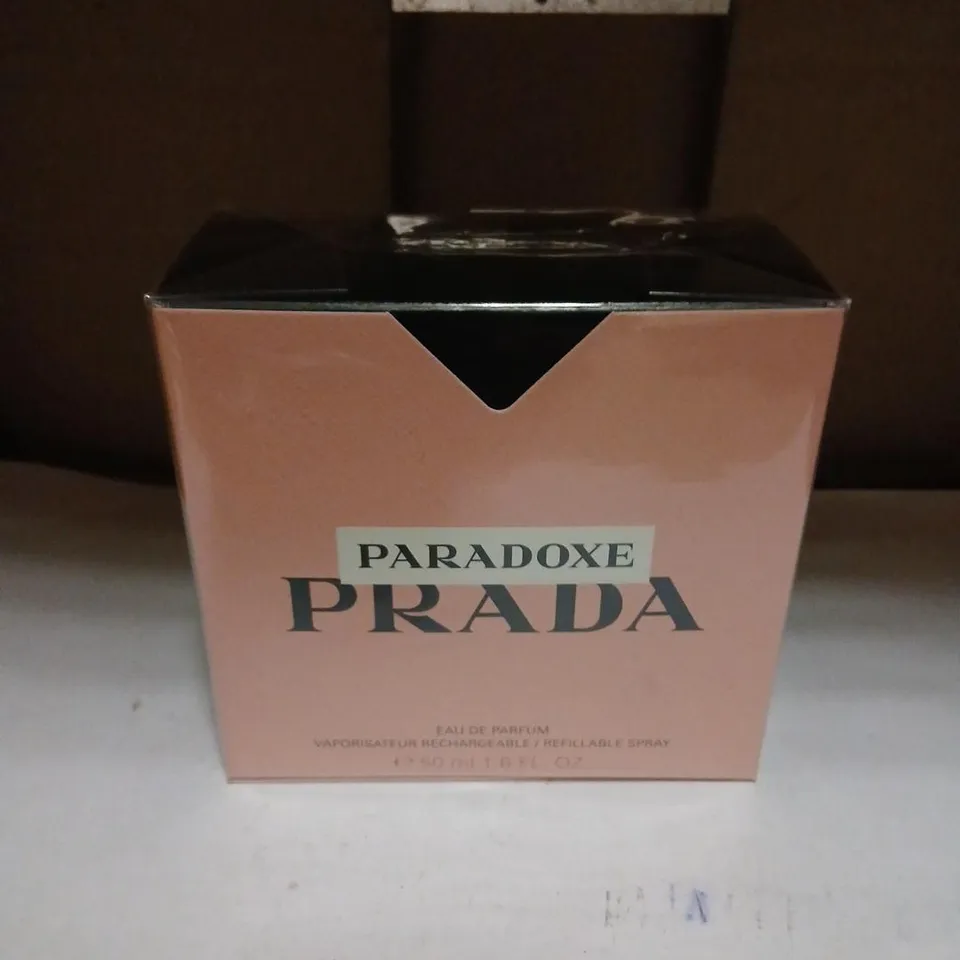 PARADOXE
PRADA
EAU DE PARFUM
VAPORISATEUR RECHARGEABLE / REFILLABLE SPRAY
50 ml 1.6 FL. OZ